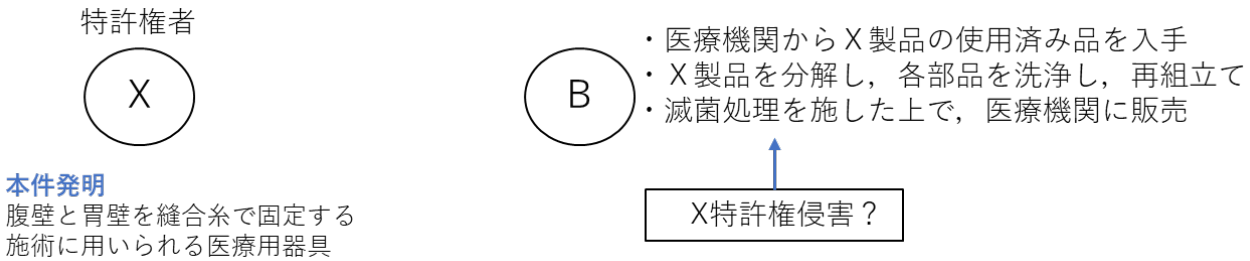 特許権者
X
本件発明
腹壁と胃壁を縫合糸で固定する
施術に用いられる医療用器具
B
・医療機関からＸ製品の使用済み品を入手
・Ｘ製品を分解し，各部品を洗浄し，再組立て
・滅菌処理を施した上で，医療機関に販売
X特許権侵害？